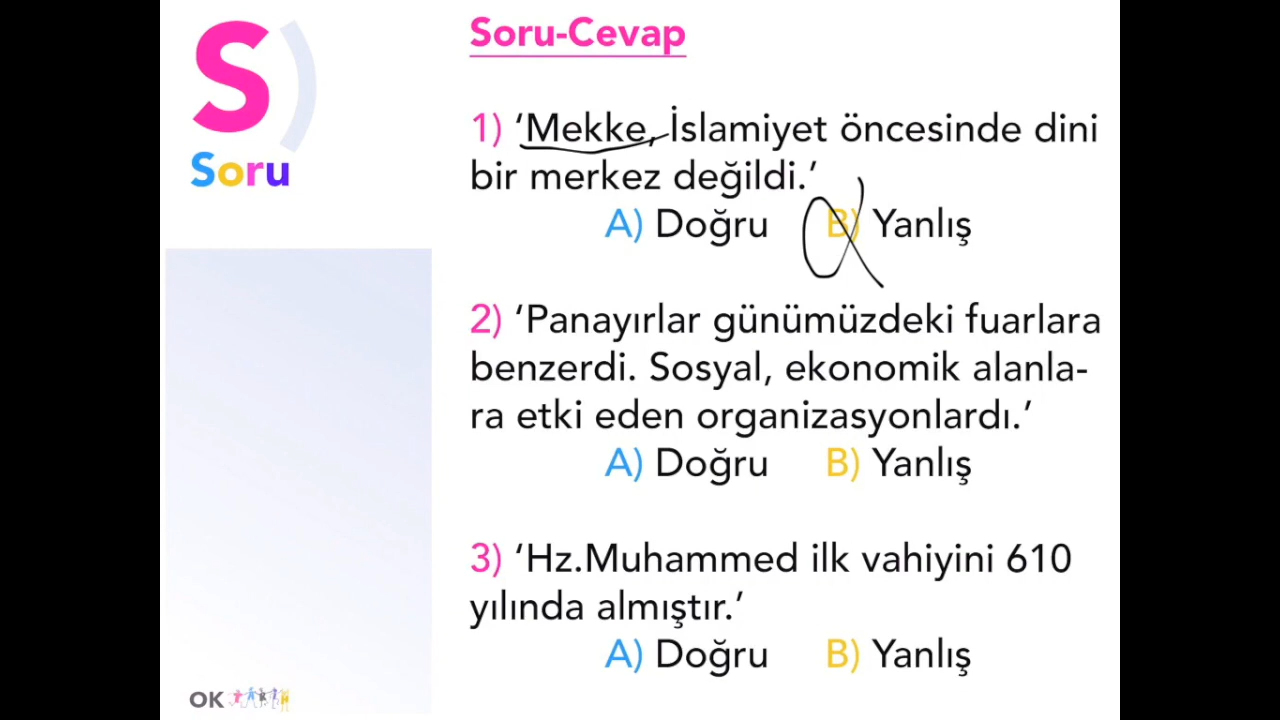 S)
Soru
Soru-Cevap
1) ‘Mekke, İslamiyet öncesinde dini
bir merkez değildi.’
A) Doğru B) Yanlış
2) ‘Panayırlar günümüzdeki fuarlara
benzerdi. Sosyal, ekonomik alanla-
ra etki eden organizasyonlardı.’
A) Doğru B) Yanlış
3) ‘Hz.Muhammed ilk vahiyini 610
yılında almıştır.’
A) Doğru B) Yanlış
OK